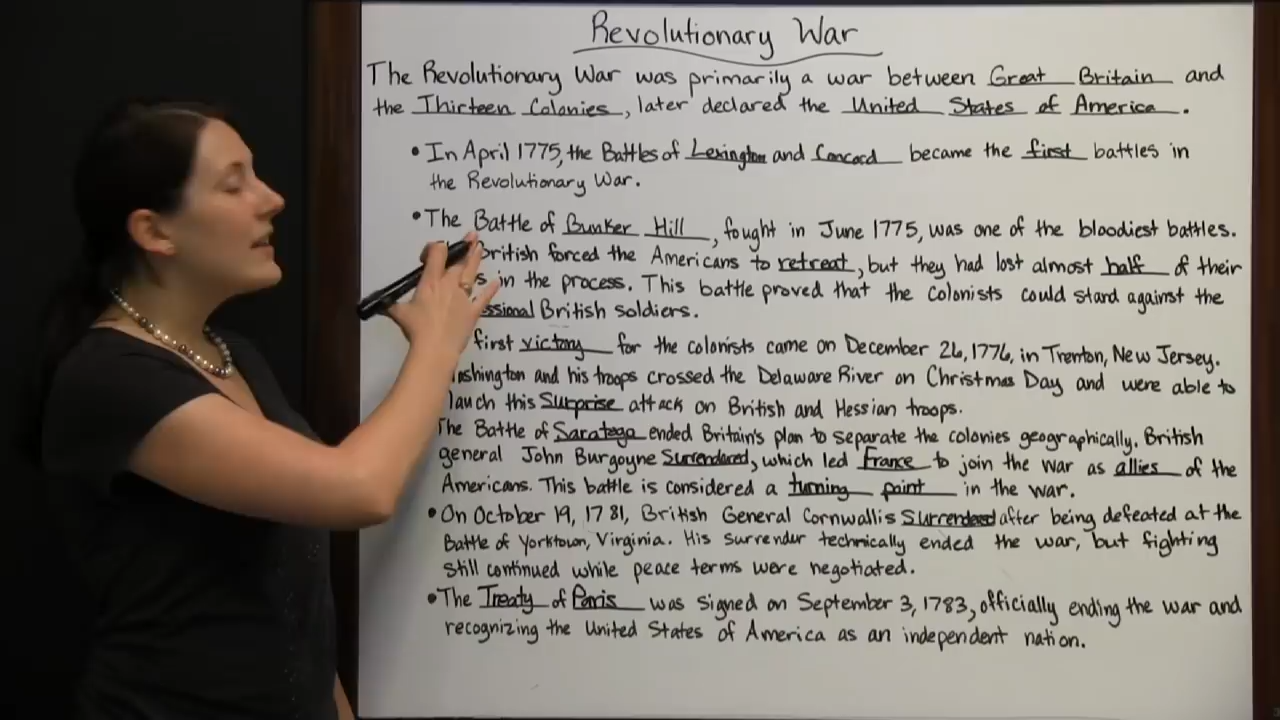 Revolutionary War
The Revolutionary War was primarily a war between Great Britain and
the Thirteen Colonies, later declared the United States of America.
• In April 1775, the Battles of Lexington and Concord became the first battles in
the Revolutionary War.
• The Battle of Bunker Hill, fought in June 1775, was one of the bloodiest battles.
British forced the Americans to retreat, but they had lost almost half of their
in the process. This battle proved that the colonists could stand against the
British soldiers.
first victory for the colonists came on December 26, 1776, in Trenton, New Jersey.
and his troops crossed the Delaware River on Christmas Day and were able to
lauch this Surprise attack on British and Hessian troops.
The Battle of Saratoga ended Britain's plan to separate the colonies geographically. British
general John Burgoyne Surrendered, which led France to join the war as allies of the
Americans. This battle is considered a turning point in the war.
• On October 19, 1781, British General Cornwallis Surrendered after being defeated at the
Battle of Yorktown, Virginia. His surrender technically ended the war, but fighting
still continued while peace terms were negotiated.
• The Treaty of Paris was signed on September 3, 1783, officially ending the war and
recognizing the United States of America as an independent nation.